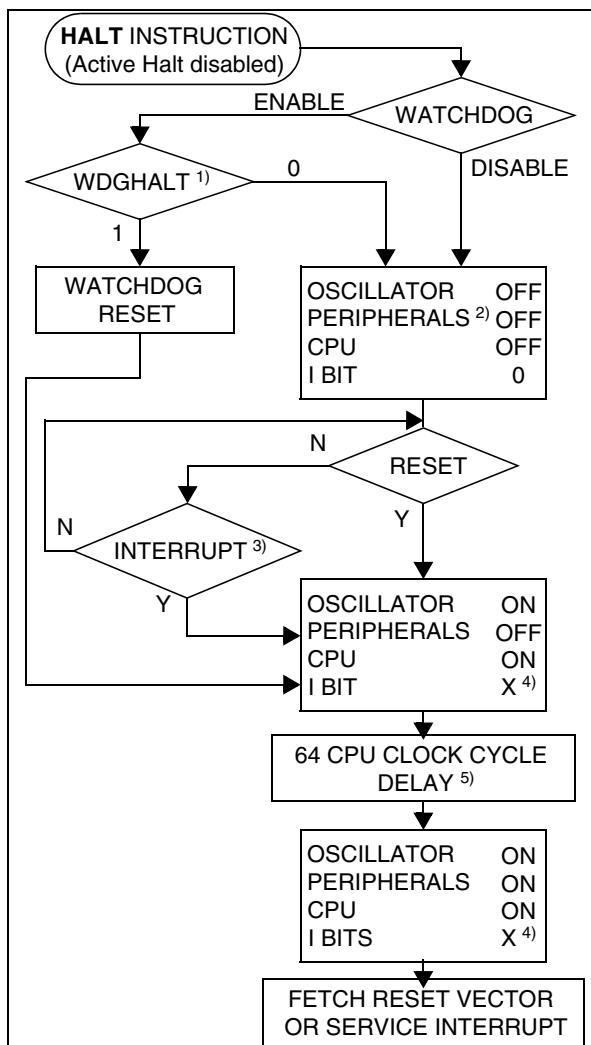 HALT INSTRUCTION
(Active Halt disabled)
ENABLE
WATCHDOG
WDGHALT 1)
0
DISABLE
1
WATCHDOG
RESET
OSCILLATOR OFF
PERIPHERALS 2) OFF
CPU OFF
I BIT 0
N
RESET
N
Y
INTERRUPT 3)
Y
OSCILLATOR ON
PERIPHERALS OFF
CPU ON
I BIT X 4)
64 CPU CLOCK CYCLE
DELAY 5)
OSCILLATOR ON
PERIPHERALS ON
CPU ON
I BITS X 4)
FETCH RESET VECTOR
OR SERVICE INTERRUPT